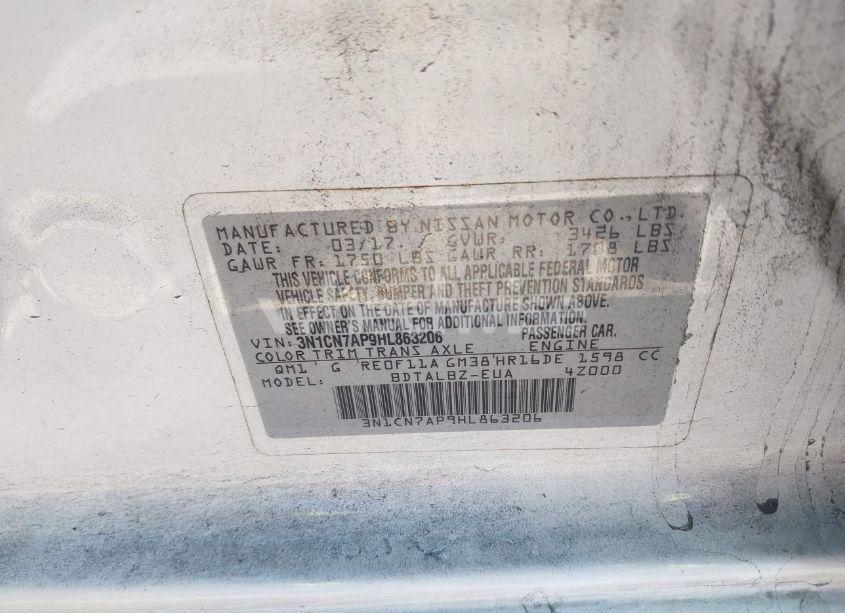 MANUFACTURED BY NISSAN MOTOR CO.,LTD.
DATE: 03/17. GVWR, 3426 LBS
GAWR FR: 1750 LBS GAWR RR: 1708 LBS
THIS VEHICLE CONFORMS TO ALL APPLICABLE FEDERAL MOTOR
VEHICLE SAFETY, BUMPER AND THEFT PREVENTION STANDARDS
IN EFFECT ON THE DATE OF MANUFACTURE SHOWN ABOVE.
SEE OWNER'S MANUAL FOR ADDITIONAL INFORMATION.
VIN: 3N1CN7AP9HL863206 PASSENGER CAR.
COLOR TRIM TRANS AXLE ENGINE
QM1 G RE0F11A GM38 HR16DE 1598 CC
MODEL: BDTALBZ-EUA 4Z000
3N1CN7AP9HL863206